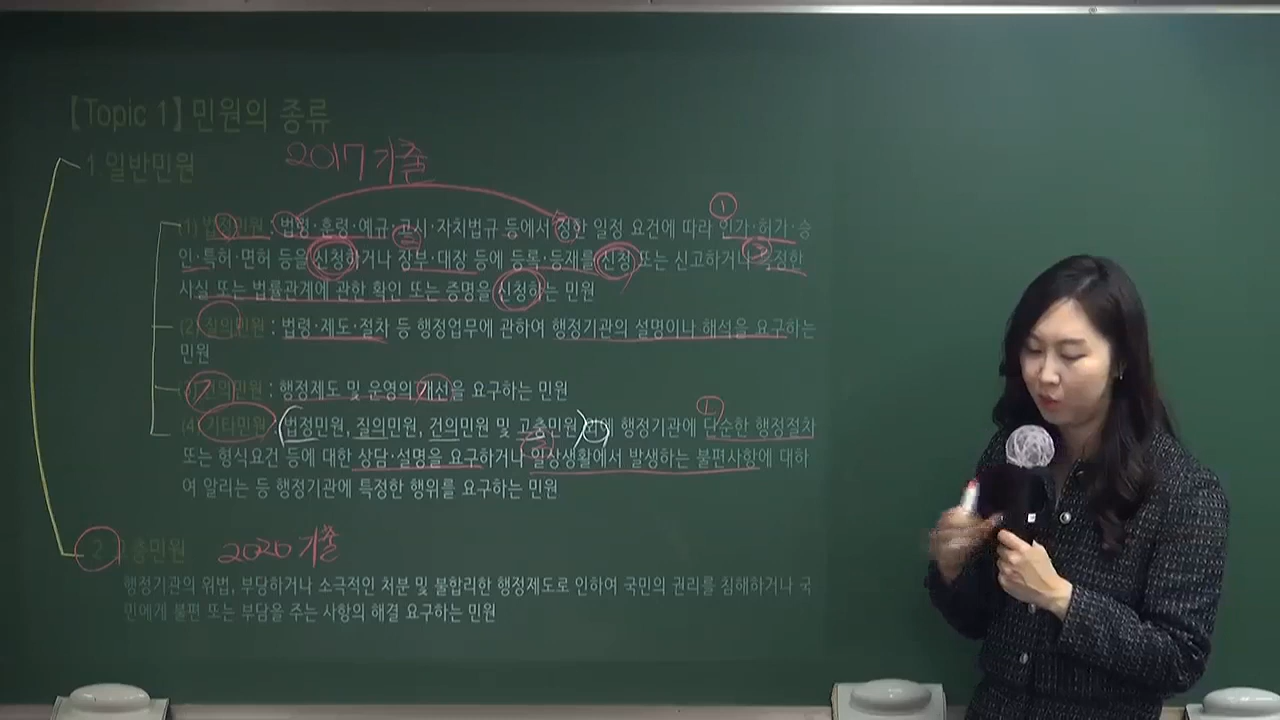 【Topic 1】 민원의 종류
1. 일반민원
2017 기출
(1) 법정민원 : 법령·훈령·예규·고시·자치법규 등에서 정한 일정 요건에 따라 인가·허가·승
인·특허·면허 등을 신청하거나 장부·대장 등에 등록·등재를 신청 또는 신고하거나 특정한
사실 또는 법률관계에 관한 확인 또는 증명을 신청하는 민원
(2) 질의민원 : 법령·제도·절차 등 행정업무에 관하여 행정기관의 설명이나 해석을 요구하는
민원
건의민원 : 행정제도 및 운영의 개선을 요구하는 민원
(4) 기타민원 : (법정민원, 질의민원, 건의민원 및 고충민원) 외에 행정기관에 단순한 행정절차
또는 형식요건 등에 대한 상담·설명을 요구하거나 일상생활에서 발생하는 불편사항에 대하
여 알리는 등 행정기관에 특정한 행위를 요구하는 민원
2. 고충민원
2020 기출
행정기관의 위법, 부당하거나 소극적인 처분 및 불합리한 행정제도로 인하여 국민의 권리를 침해하거나 국
민에게 불편 또는 부담을 주는 사항의 해결 요구하는 민원